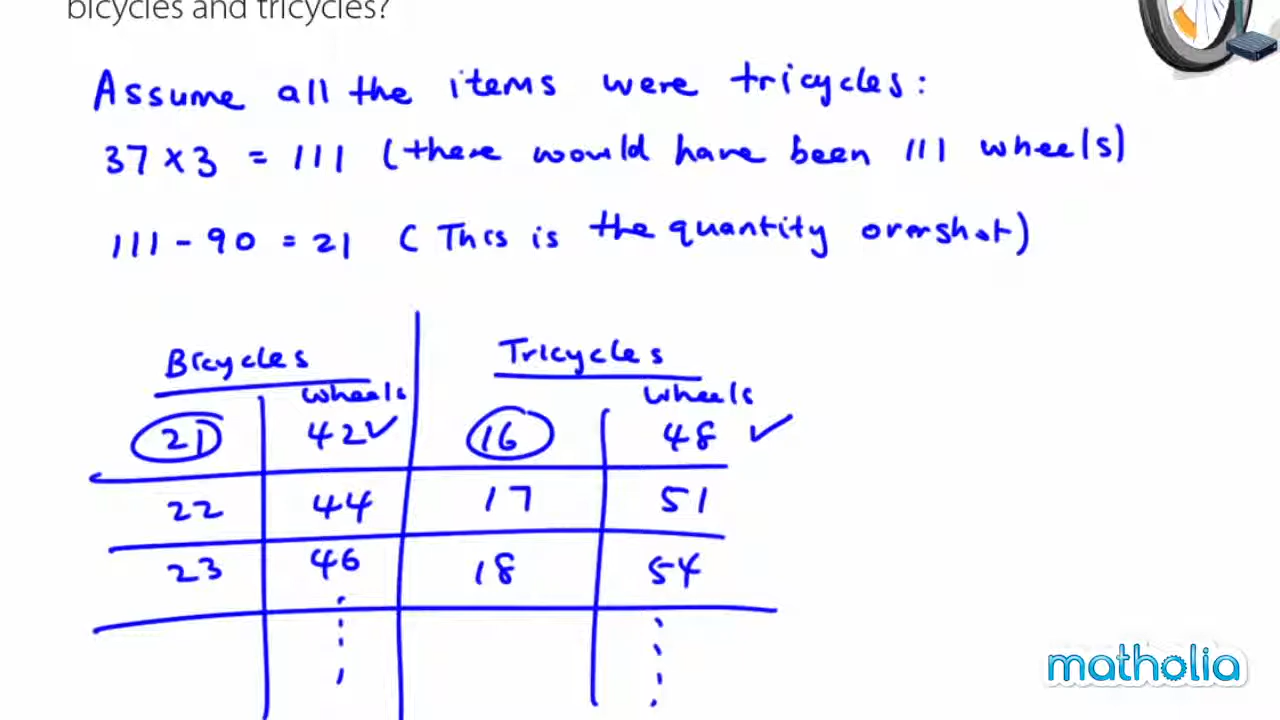 bicycles and tricycles?
Assume all the items were tricycles:
37 × 3 = 111 (there would have been 111 wheels)
111 - 90 = 21 (This is the quantity overshot)
Bicycles Tricycles
wheels wheels
21 42 ✓ 16 48 ✓
22 44 17 51
23 46 18 54
matholia